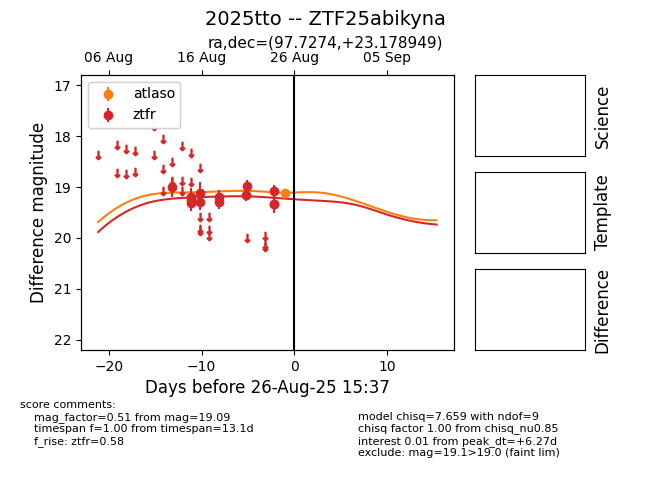 2025tto -- ZTF25abikyna
ra,dec=(97.7274,+23.178949)
06 Aug 16 Aug 26 Aug 05 Sep
atlaso
ztfr
17
18
19
20
21
22
Difference magnitude
−20 −10 0 10
Days before 26-Aug-25 15:37
Science
Template
Difference
score comments:
mag_factor=0.51 from mag=19.09
timespan f=1.00 from timespan=13.1d
f_rise: ztfr=0.58
model chisq=7.659 with ndof=9
chisq factor 1.00 from chisq_nu0.85
interest 0.01 from peak_dt=+6.27d
exclude: mag=19.1>19.0 (faint lim)